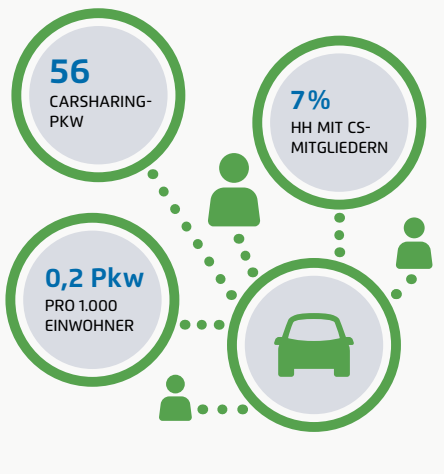 56
CARSHARING-
PKW
7%
HH MIT CS-
MITGLIEDERN
0,2 Pkw
PRO 1.000
EINWOHNER